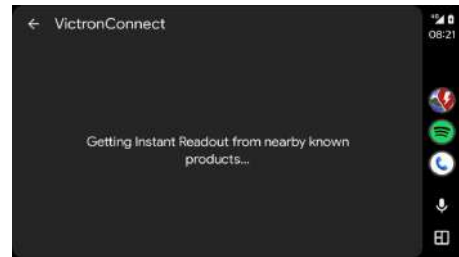 VictronConnect
08:21
Getting Instant Readout from nearby known
products...